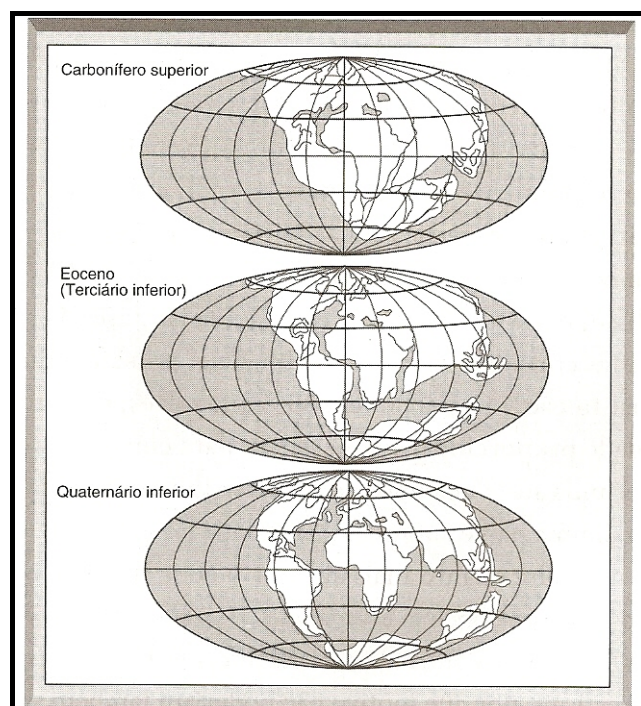 Carbonífero superior
Eoceno
(Terciário inferior)
Quaternário inferior